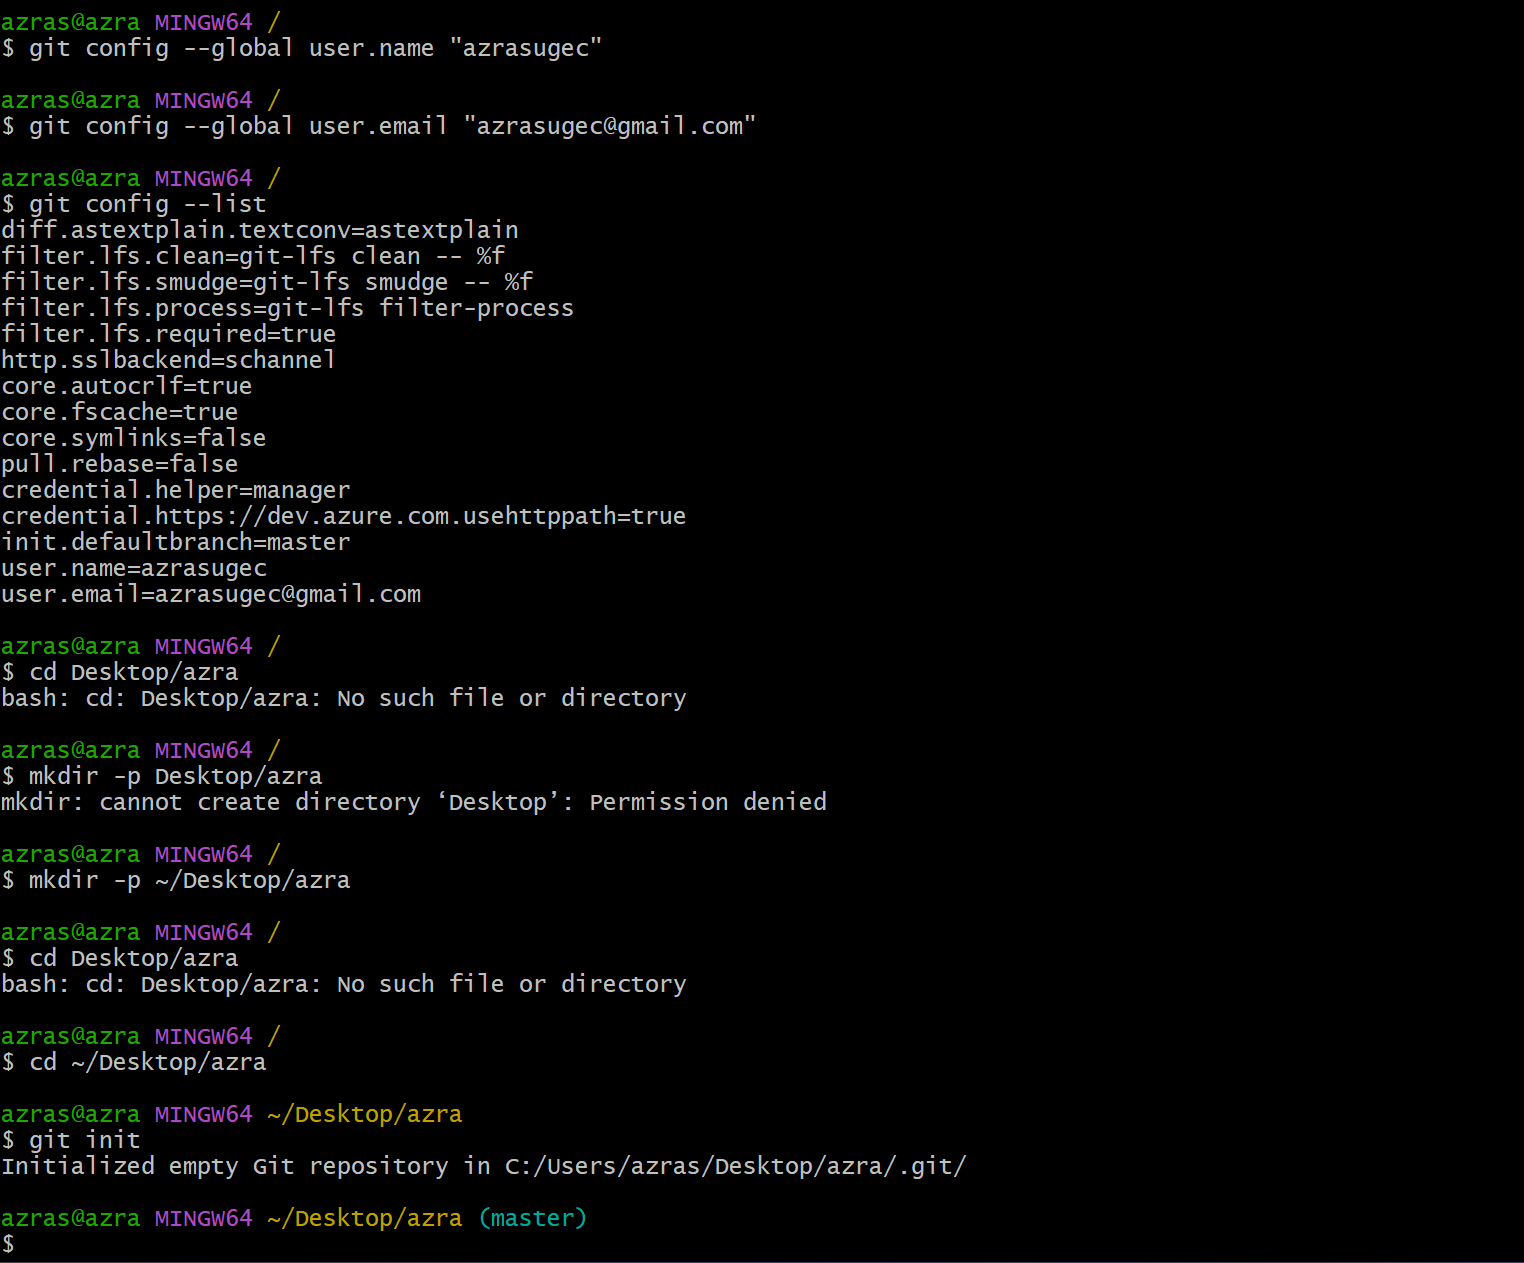 azras@azra MINGW64 /
$ git config --global user.name "azrasugec"
azras@azra MINGW64 /
$ git config --global user.email "azrasugec@gmail.com"
azras@azra MINGW64 /
$ git config --list
diff.astextplain.textconv=astextplain
filter.lfs.clean=git-lfs clean -- %f
filter.lfs.smudge=git-lfs smudge -- %f
filter.lfs.process=git-lfs filter-process
filter.lfs.required=true
http.sslbackend=schannel
core.autocrlf=true
core.fscache=true
core.symlinks=false
pull.rebase=false
credential.helper=manager
credential.https://dev.azure.com.usehttppath=true
init.defaultbranch=master
user.name=azrasugec
user.email=azrasugec@gmail.com
azras@azra MINGW64 /
$ cd Desktop/azra
bash: cd: Desktop/azra: No such file or directory
azras@azra MINGW64 /
$ mkdir -p Desktop/azra
mkdir: cannot create directory ‘Desktop’: Permission denied
azras@azra MINGW64 /
$ mkdir -p ~/Desktop/azra
azras@azra MINGW64 /
$ cd Desktop/azra
bash: cd: Desktop/azra: No such file or directory
azras@azra MINGW64 /
$ cd ~/Desktop/azra
azras@azra MINGW64 ~/Desktop/azra
$ git init
Initialized empty Git repository in C:/Users/azras/Desktop/azra/.git/
azras@azra MINGW64 ~/Desktop/azra (master)
$